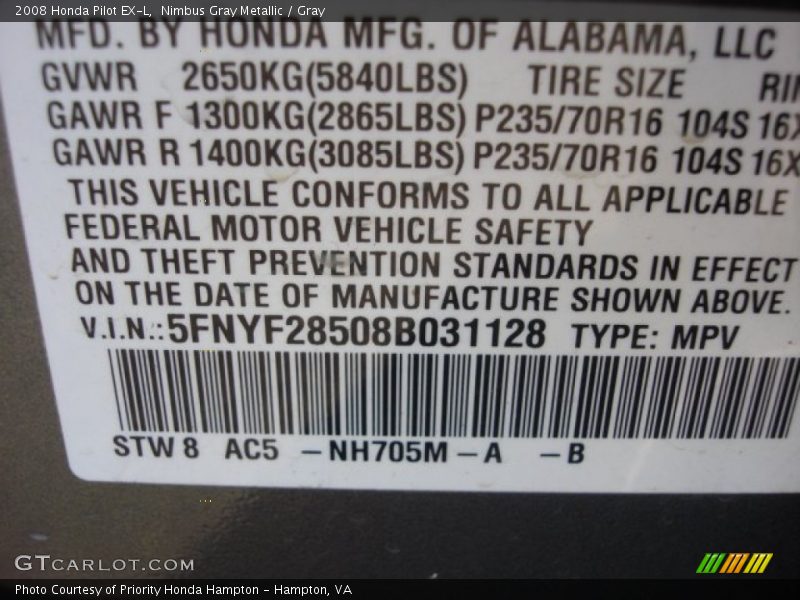 2008 Honda Pilot EX-L, Nimbus Gray Metallic / Gray
MFD. BY HONDA MFG. OF ALABAMA, LLC
GVWR 2650KG(5840LBS) TIRE SIZE
GAWR F 1300KG(2865LBS) P235/70R16 104S 16X
GAWR R 1400KG(3085LBS) P235/70R16 104S 16X
THIS VEHICLE CONFORMS TO ALL APPLICABLE
FEDERAL MOTOR VEHICLE SAFETY
AND THEFT PREVENTION STANDARDS IN EFFECT
ON THE DATE OF MANUFACTURE SHOWN ABOVE.
V.I.N.: 5FNYF28508B031128 TYPE: MPV
STW8 AC5 -NH705M-A -B
GTCARLOT.COM
Photo Courtesy of Priority Honda Hampton - Hampton, VA